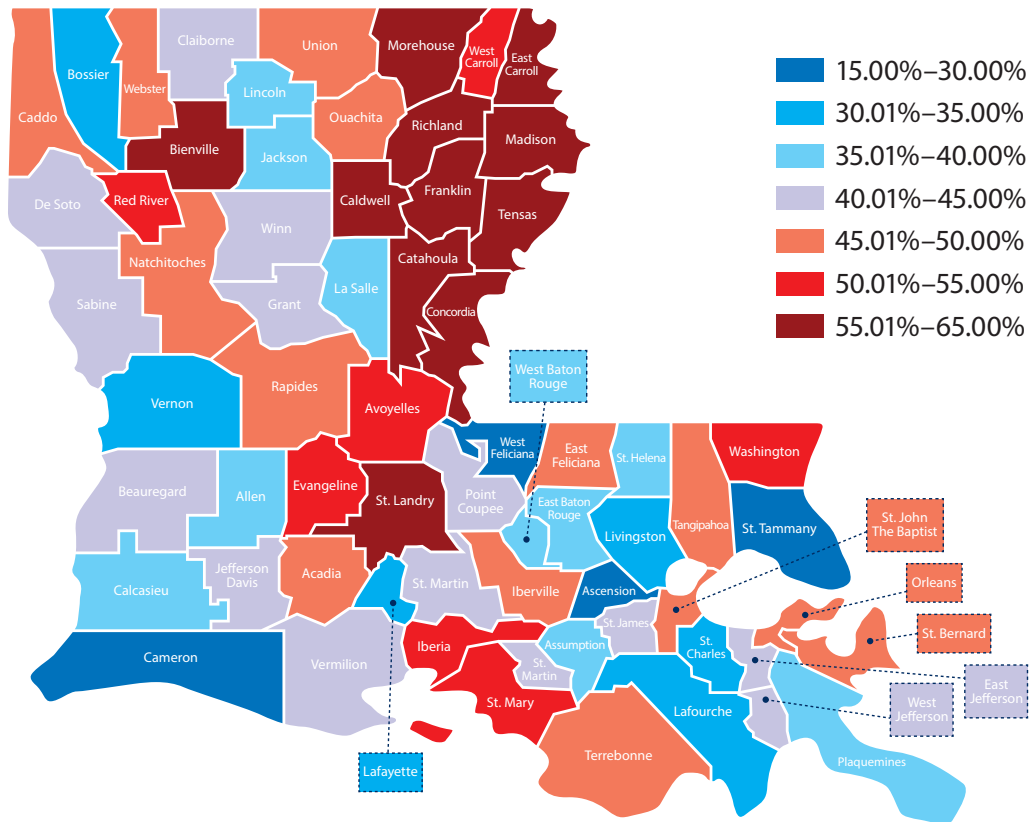 Claiborne
Union
Morehouse
West
Carroll
East
Carroll
Bossier
Webster
Lincoln
Caddo
Ouachita
Richland
Madison
Bienville
Jackson
Franklin
De Soto
Red River
Caldwell
Tensas
Winn
Natchitoches
Catahoula
Sabine
Grant
La Salle
Concordia
West Baton
Rouge
Vernon
Rapides
Avoyelles
West
Feliciana
East
Feliciana
St. Helena
Washington
Beauregard
Allen
Evangeline
St. Landry
Point
Coupee
East Baton
Rouge
Livingston
Tangipahoa
St. Tammany
St. John
The Baptist
Calcasieu
Jefferson
Davis
Acadia
St. Martin
Iberville
Ascension
Orleans
St. James
St. Bernard
Cameron
Vermilion
Iberia
St.
Martin
Assumption
St.
Charles
East
Jefferson
West
Jefferson
St. Mary
Lafourche
Lafayette
Terrebonne
Plaquemines
15.00%–30.00%
30.01%–35.00%
35.01%–40.00%
40.01%–45.00%
45.01%–50.00%
50.01%–55.00%
55.01%–65.00%